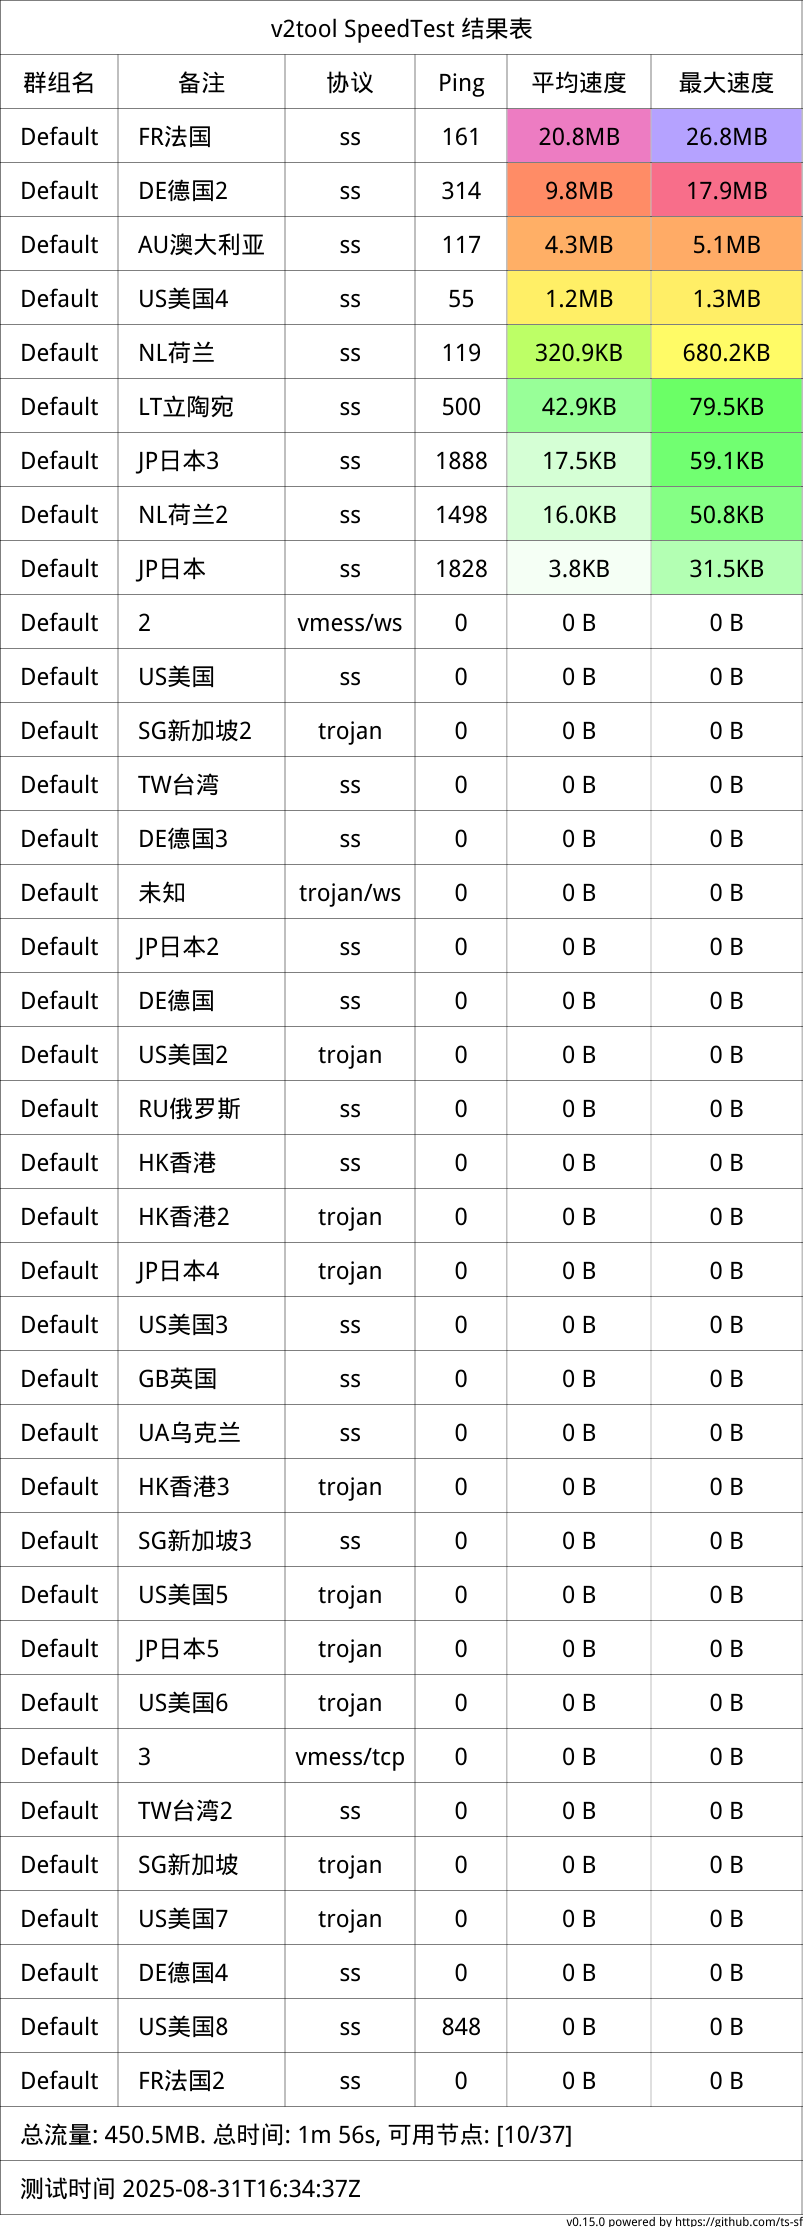 v2tool SpeedTest 结果表
群组名 备注 协议 Ping 平均速度 最大速度
Default FR法国 ss 161 20.8MB 26.8MB
Default DE德国2 ss 314 9.8MB 17.9MB
Default AU澳大利亚 ss 117 4.3MB 5.1MB
Default US美国4 ss 55 1.2MB 1.3MB
Default NL荷兰 ss 119 320.9KB 680.2KB
Default LT立陶宛 ss 500 42.9KB 79.5KB
Default JP日本3 ss 1888 17.5KB 59.1KB
Default NL荷兰2 ss 1498 16.0KB 50.8KB
Default JP日本 ss 1828 3.8KB 31.5KB
Default 2 vmess/ws 0 0 B 0 B
Default US美国 ss 0 0 B 0 B
Default SG新加坡2 trojan 0 0 B 0 B
Default TW台湾 ss 0 0 B 0 B
Default DE德国3 ss 0 0 B 0 B
Default 未知 trojan/ws 0 0 B 0 B
Default JP日本2 ss 0 0 B 0 B
Default DE德国 ss 0 0 B 0 B
Default US美国2 trojan 0 0 B 0 B
Default RU俄罗斯 ss 0 0 B 0 B
Default HK香港 ss 0 0 B 0 B
Default HK香港2 trojan 0 0 B 0 B
Default JP日本4 trojan 0 0 B 0 B
Default US美国3 ss 0 0 B 0 B
Default GB英国 ss 0 0 B 0 B
Default UA乌克兰 ss 0 0 B 0 B
Default HK香港3 trojan 0 0 B 0 B
Default SG新加坡3 ss 0 0 B 0 B
Default US美国5 trojan 0 0 B 0 B
Default JP日本5 trojan 0 0 B 0 B
Default US美国6 trojan 0 0 B 0 B
Default 3 vmess/tcp 0 0 B 0 B
Default TW台湾2 ss 0 0 B 0 B
Default SG新加坡 trojan 0 0 B 0 B
Default US美国7 trojan 0 0 B 0 B
Default DE德国4 ss 0 0 B 0 B
Default US美国8 ss 848 0 B 0 B
Default FR法国2 ss 0 0 B 0 B
总流量: 450.5MB. 总时间: 1m 56s, 可用节点: [10/37]
测试时间 2025-08-31T16:34:37Z
v0.15.0 powered by https://github.com/ts-sf